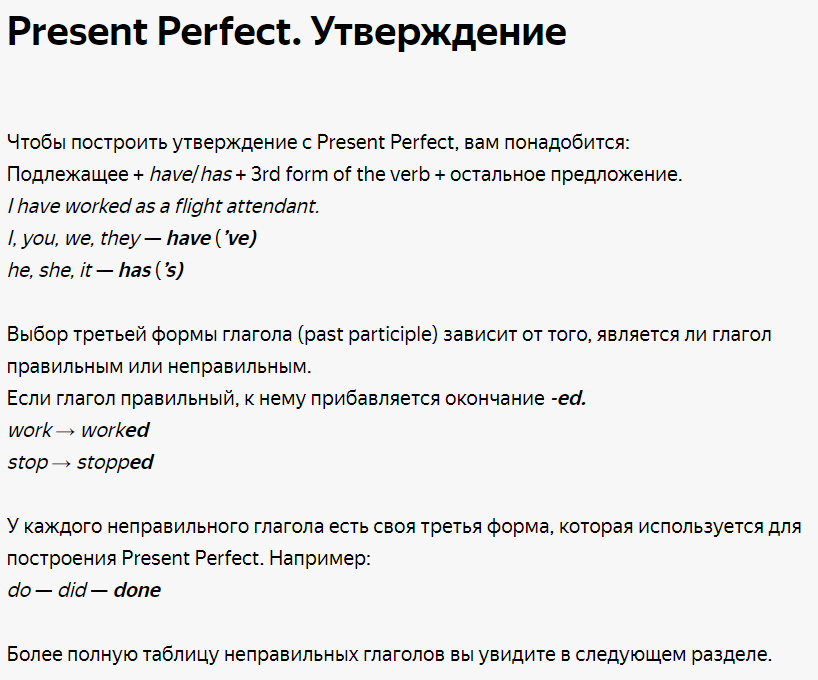 Present Perfect. Утверждение
Чтобы построить утверждение с Present Perfect, вам понадобится:
Подлежащее + have/has + 3rd form of the verb + остальное предложение.
I have worked as a flight attendant.
I, you, we, they — have (’ve)
he, she, it — has (’s)
Выбор третьей формы глагола (past participle) зависит от того, является ли глагол
правильным или неправильным.
Если глагол правильный, к нему прибавляется окончание -ed.
work → worked
stop → stopped
У каждого неправильного глагола есть своя третья форма, которая используется для
построения Present Perfect. Например:
do — did — done
Более полную таблицу неправильных глаголов вы увидите в следующем разделе.